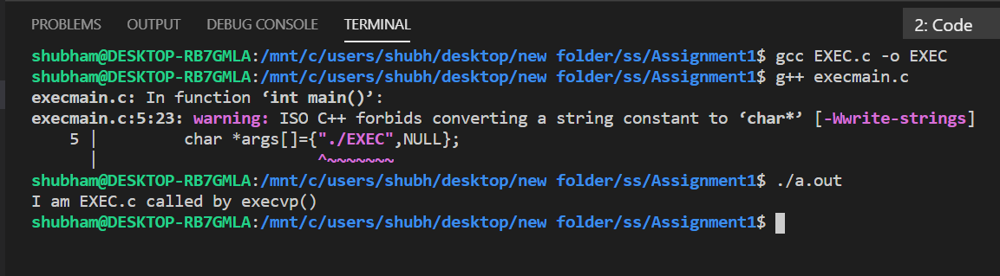 PROBLEMS OUTPUT DEBUG CONSOLE TERMINAL 2: Code
shubham@DESKTOP-RB7GMLA:/mnt/c/users/shubh/desktop/new folder/ss/Assignment1$ gcc EXEC.c -o EXEC
shubham@DESKTOP-RB7GMLA:/mnt/c/users/shubh/desktop/new folder/ss/Assignment1$ g++ execmain.c
execmain.c: In function ‘int main()’:
execmain.c:5:23: warning: ISO C++ forbids converting a string constant to ‘char*’ [-Wwrite-strings]
5 | char *args[]={"./EXEC",NULL};
| ^~~~~~~~
shubham@DESKTOP-RB7GMLA:/mnt/c/users/shubh/desktop/new folder/ss/Assignment1$ ./a.out
I am EXEC.c called by execvp()
shubham@DESKTOP-RB7GMLA:/mnt/c/users/shubh/desktop/new folder/ss/Assignment1$